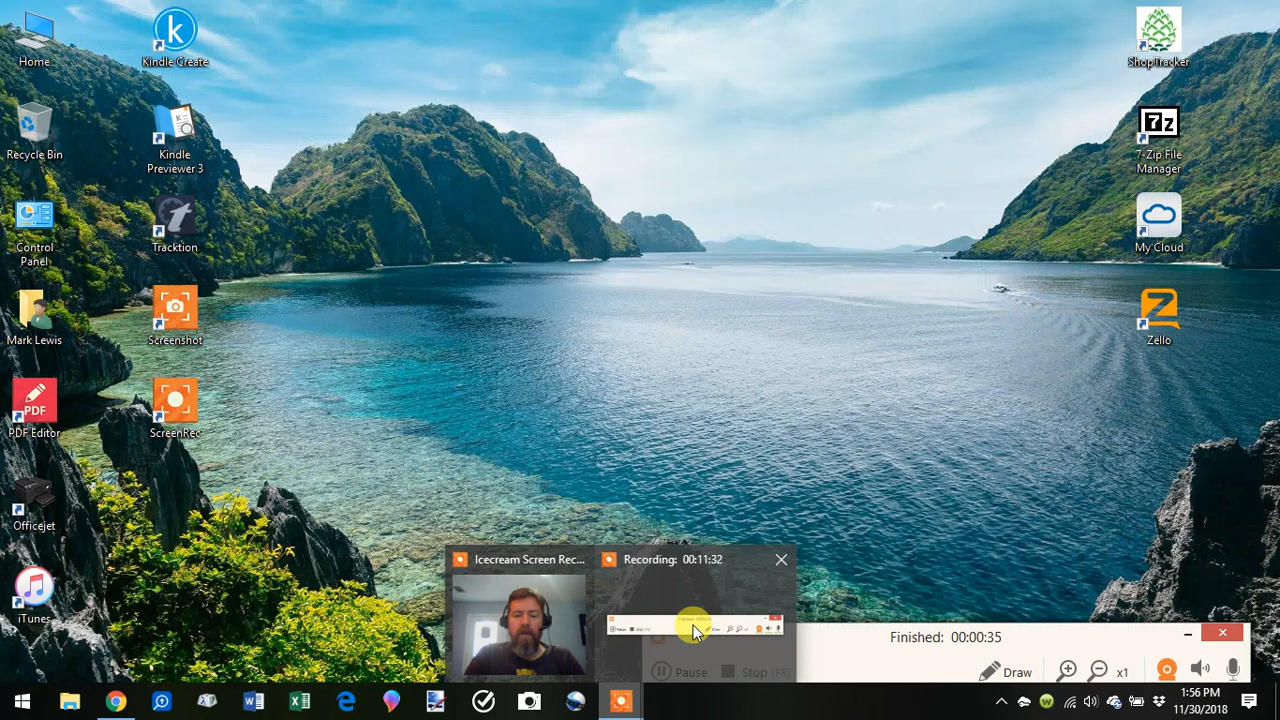 Home
Kindle Create
ShopTracker
Recycle Bin
Kindle
Previewer 3
7z
7-Zip File
Manager
Control
Panel
Tracktion
My Cloud
Mark Lewis
Screenshot
Zello
PDF
PDF Editor
ScreenRec
Officejet
iTunes
Icecream Screen Rec...
Recording: 00:11:32
Finished: 00:00:35
Pause
Stop (F8)
Draw
x1
1:56 PM
11/30/2018